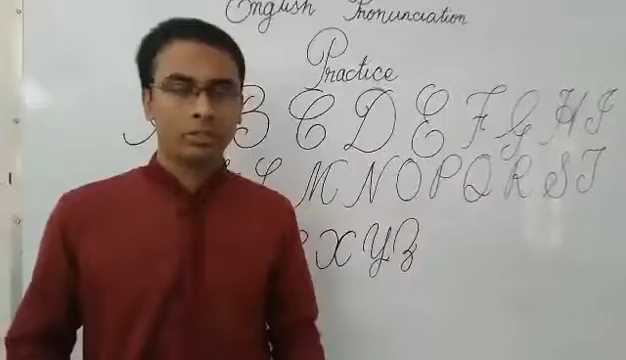 English Pronunciation
Practice
B C D E F G H I
L M N O P Q R S T
X Y Z